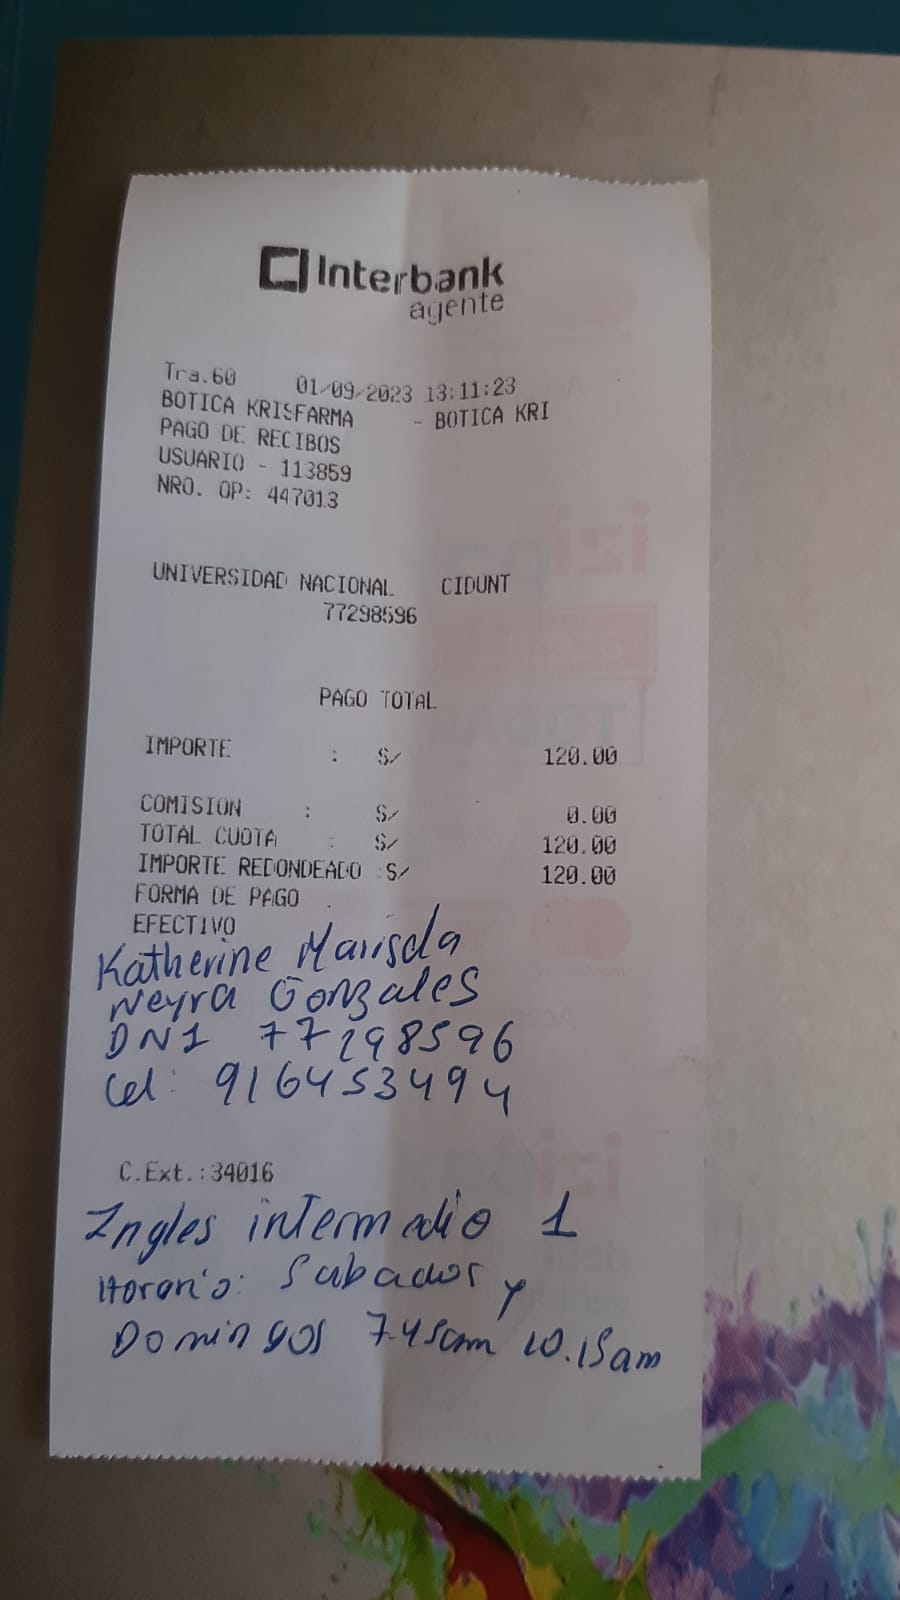 Interbank
agente
Tra.60 01/09/2023 13:11:23
BOTICA KRISFARMA - BOTICA KRI
PAGO DE RECIBOS
USUARIO - 113859
NRO. OP: 447013
UNIVERSIDAD NACIONAL CIDUNT
77298596
PAGO TOTAL
IMPORTE : S/ 120.00
COMISION : S/ 0.00
TOTAL CUOTA : S/ 120.00
IMPORTE REDONDEADO :S/ 120.00
FORMA DE PAGO
EFECTIVO
Katherine Marisela
Neyra Gonzales
DNI 77298596
Cel: 916453494
C.Ext.:34016
Ingles intermedio 1
Horario: Sabados y
Domingos 7.45am 10.15am